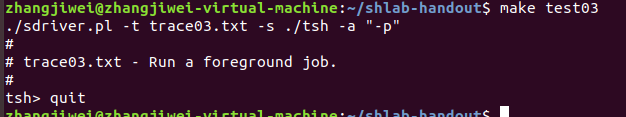 zhangjiwei@zhangjiwei-virtual-machine:~/shlab-handout$ make test03
./sdriver.pl -t trace03.txt -s ./tsh -a "-p"
#
# trace03.txt - Run a foreground job.
#
tsh> quit
zhangjiwei@zhangjiwei-virtual-machine:~/shlab-handout$